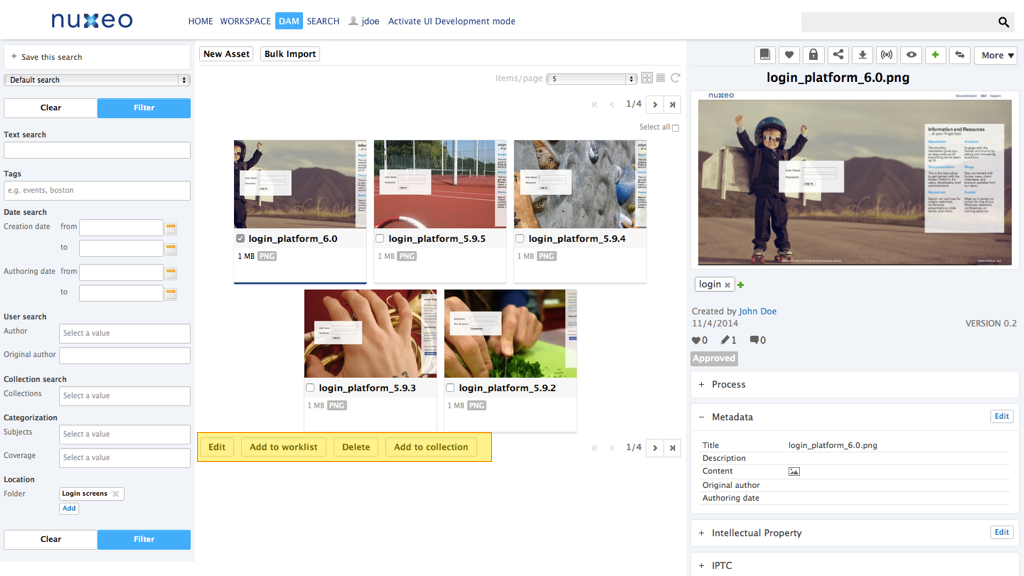 nuxeo
HOME WORKSPACE DAM SEARCH jdoe Activate UI Development mode
+ Save this search
Default search
Clear Filter
Text search
Tags
e.g. events, boston
Date search
Creation date from
to
Authoring date from
to
User search
Author Select a value
Original author
Collection search
Collections Select a value
Categorization
Subjects Select a value
Coverage Select a value
Location
Folder Login screens
Add
Clear Filter
New Asset Bulk Import
Items/page 5
1/4
Select all
login_platform_6.0
1 MB PNG
login_platform_5.9.5
1 MB PNG
login_platform_5.9.4
1 MB PNG
login_platform_5.9.3
1 MB PNG
login_platform_5.9.2
1 MB PNG
Edit Add to worklist Delete Add to collection
1/4
More
login_platform_6.0.png
nuxeo
Information and Resources
login
Created by John Doe
11/4/2014 VERSION 0.2
0 1 0
Approved
+ Process
− Metadata Edit
Title login_platform_6.0.png
Description
Content
Original author
Authoring date
+ Intellectual Property Edit
+ IPTC